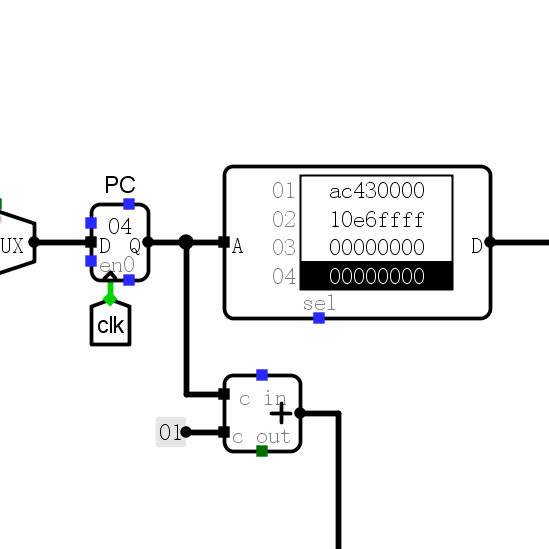 PC
UX
04
D Q
en0
clk
A
01 ac430000
02 10e6ffff
03 00000000
04 00000000
D
sel
c in
+
01
c out